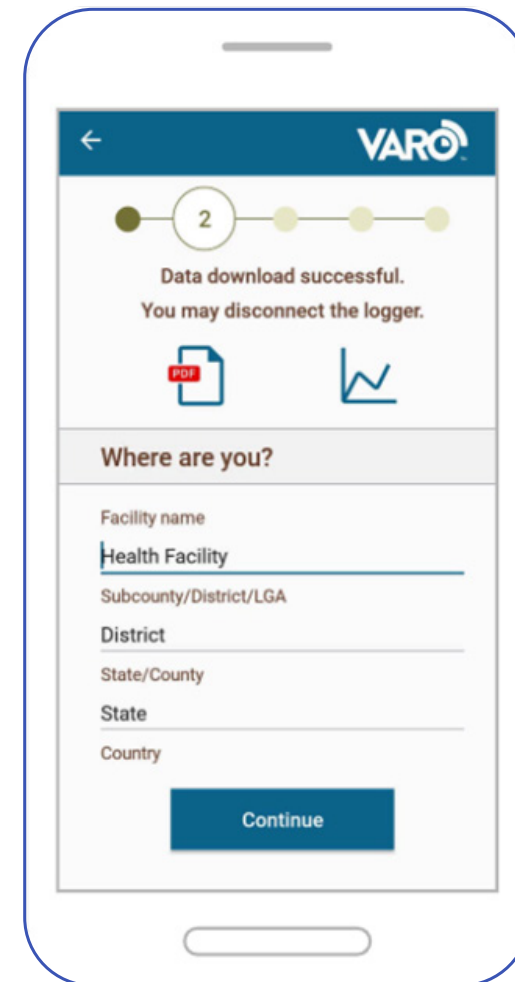 VARO
2
Data download successful.
You may disconnect the logger.
PDF
Where are you?
Facility name
Health Facility
Subcounty/District/LGA
District
State/County
State
Country
Continue